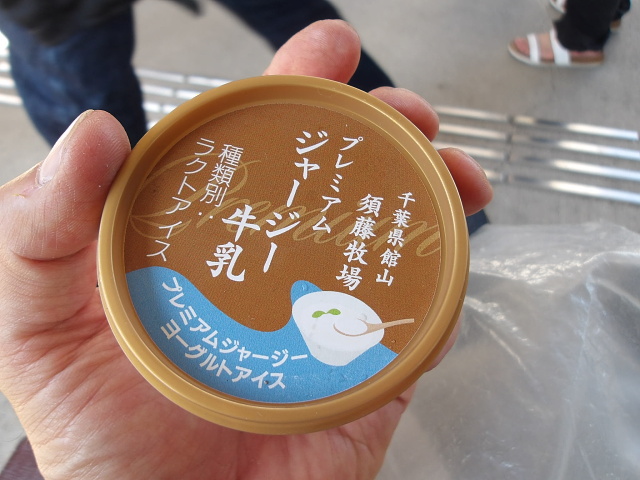 千葉県館山
須藤牧場
プレミアム
ジャージー
牛乳
種類別:
ラクトアイス
Premium
プレミアムジャージー
ヨーグルトアイス